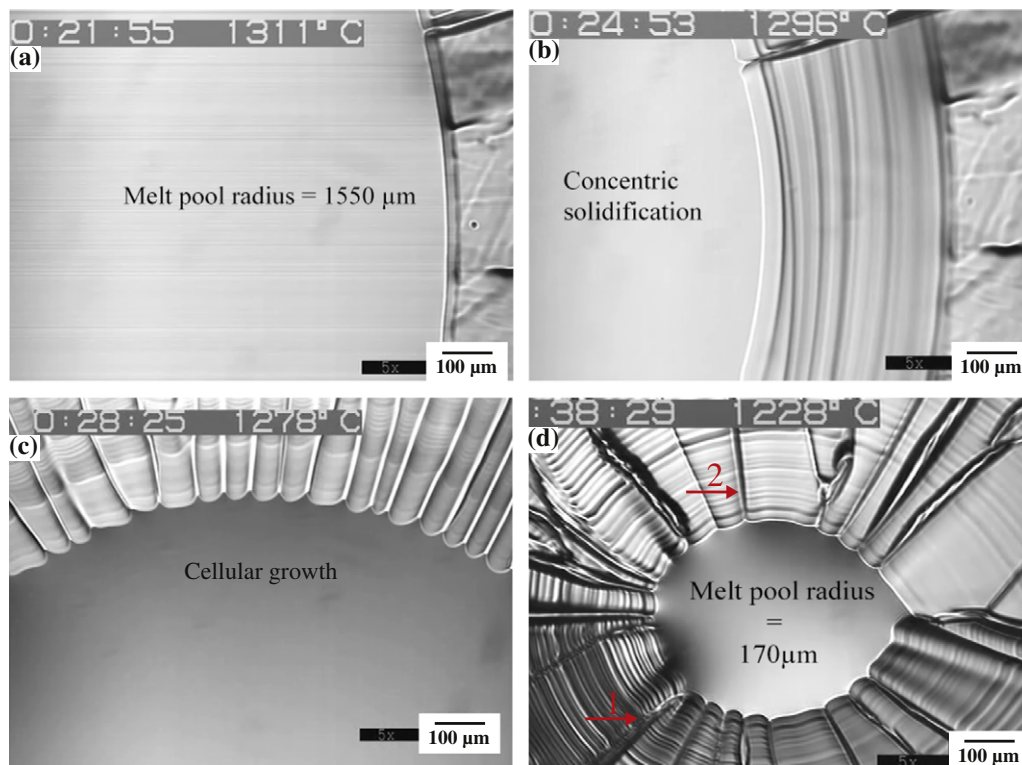 0:21:55 1311°C
(a)
Melt pool radius = 1550 µm
5x
100 µm
0:24:53 1296°C
(b)
Concentric
solidification
5x
100 µm
0:28:25 1278°C
(c)
Cellular growth
5x
100 µm
:38:29 1228°C
(d)
2
Melt pool radius
=
170µm
1
5x
100 µm